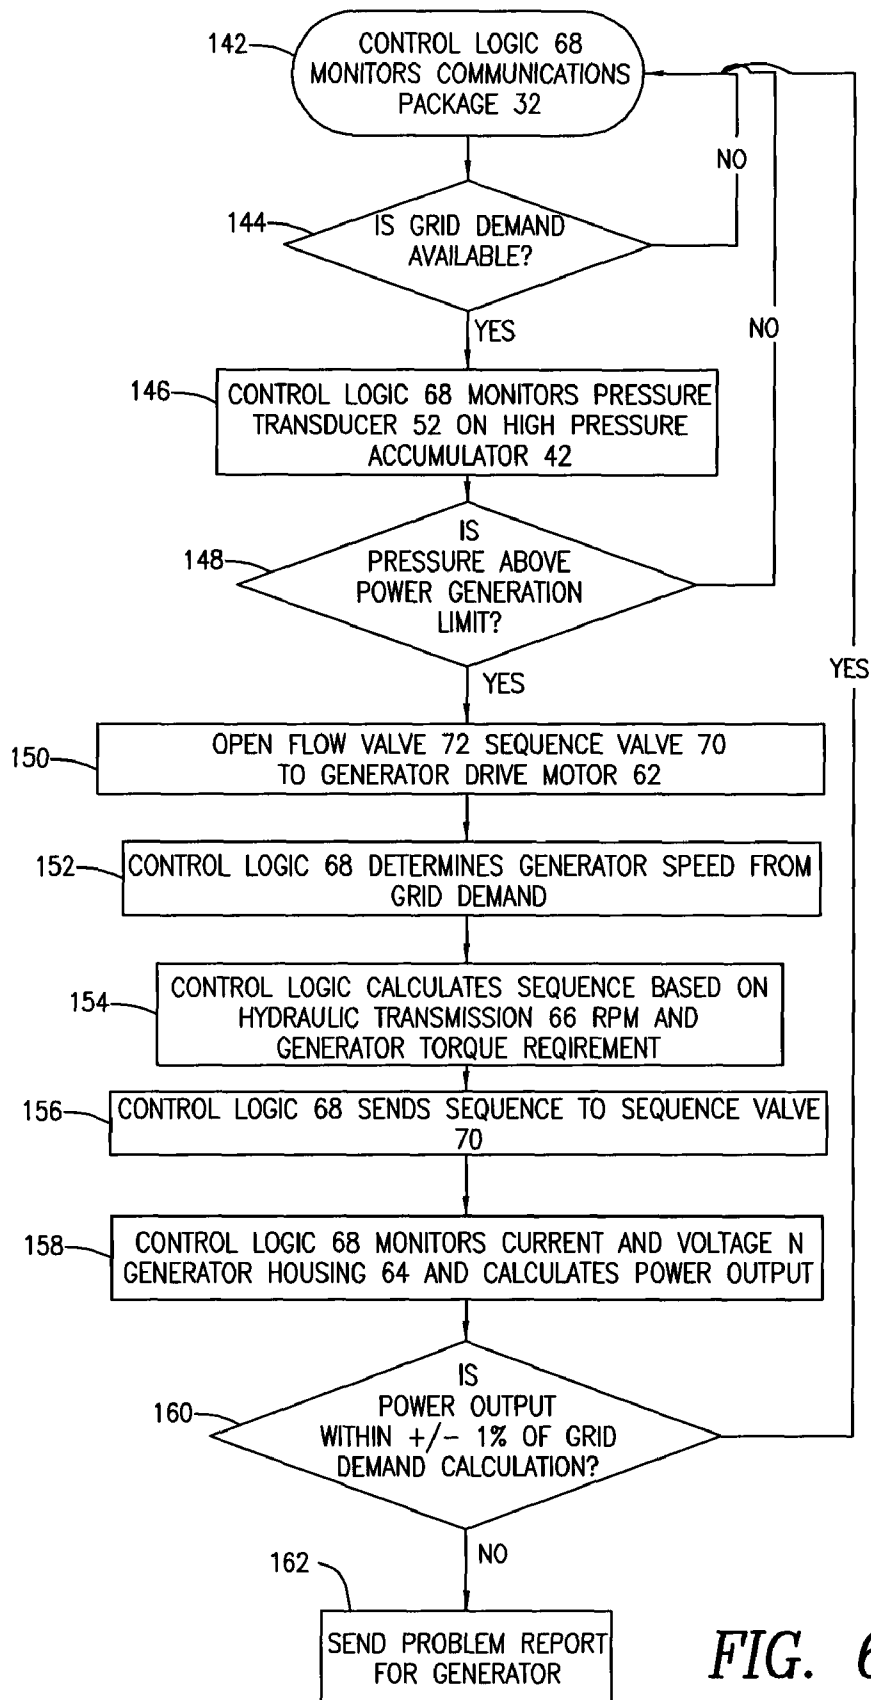 142
CONTROL LOGIC 68
MONITORS COMMUNICATIONS
PACKAGE 32
NO
144
IS GRID DEMAND
AVAILABLE?
YES
NO
146
CONTROL LOGIC 68 MONITORS PRESSURE
TRANSDUCER 52 ON HIGH PRESSURE
ACCUMULATOR 42
148
IS
PRESSURE ABOVE
POWER GENERATION
LIMIT?
YES
YES
150
OPEN FLOW VALVE 72 SEQUENCE VALVE 70
TO GENERATOR DRIVE MOTOR 62
152
CONTROL LOGIC 68 DETERMINES GENERATOR SPEED FROM
GRID DEMAND
154
CONTROL LOGIC CALCULATES SEQUENCE BASED ON
HYDRAULIC TRANSMISSION 66 RPM AND
GENERATOR TORQUE REQIREMENT
156
CONTROL LOGIC 68 SENDS SEQUENCE TO SEQUENCE VALVE
70
158
CONTROL LOGIC 68 MONITORS CURRENT AND VOLTAGE N
GENERATOR HOUSING 64 AND CALCULATES POWER OUTPUT
160
IS
POWER OUTPUT
WITHIN +/- 1% OF GRID
DEMAND CALCULATION?
NO
162
SEND PROBLEM REPORT
FOR GENERATOR
FIG. 6